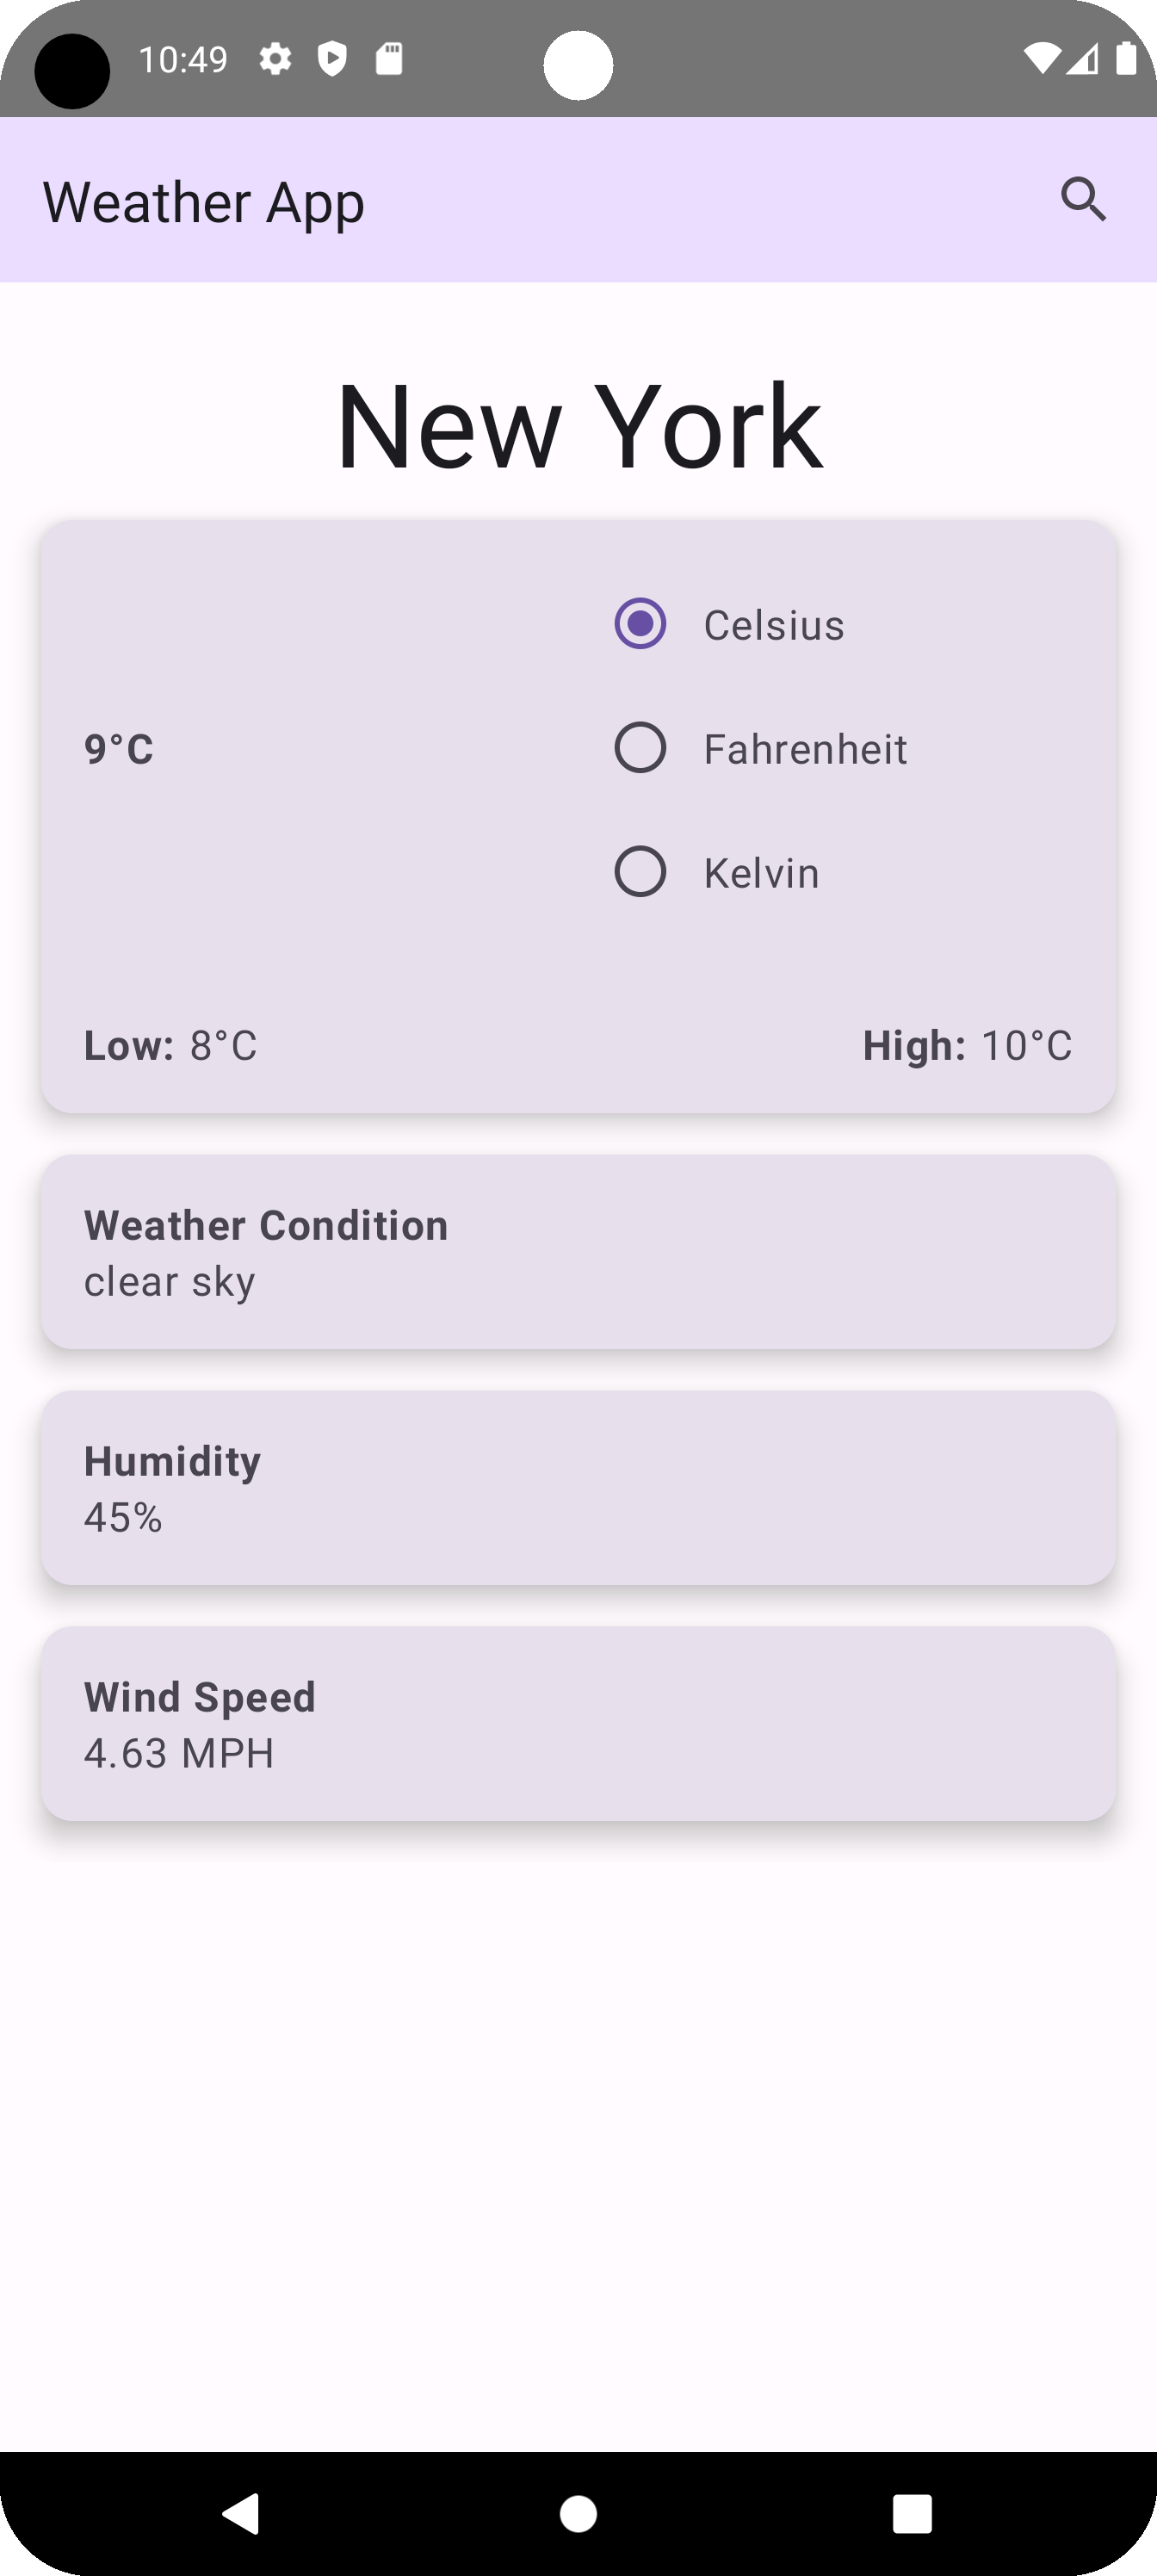 10:49
Weather App
New York
Celsius
9°C
Fahrenheit
Kelvin
Low: 8°C High: 10°C
Weather Condition
clear sky
Humidity
45%
Wind Speed
4.63 MPH